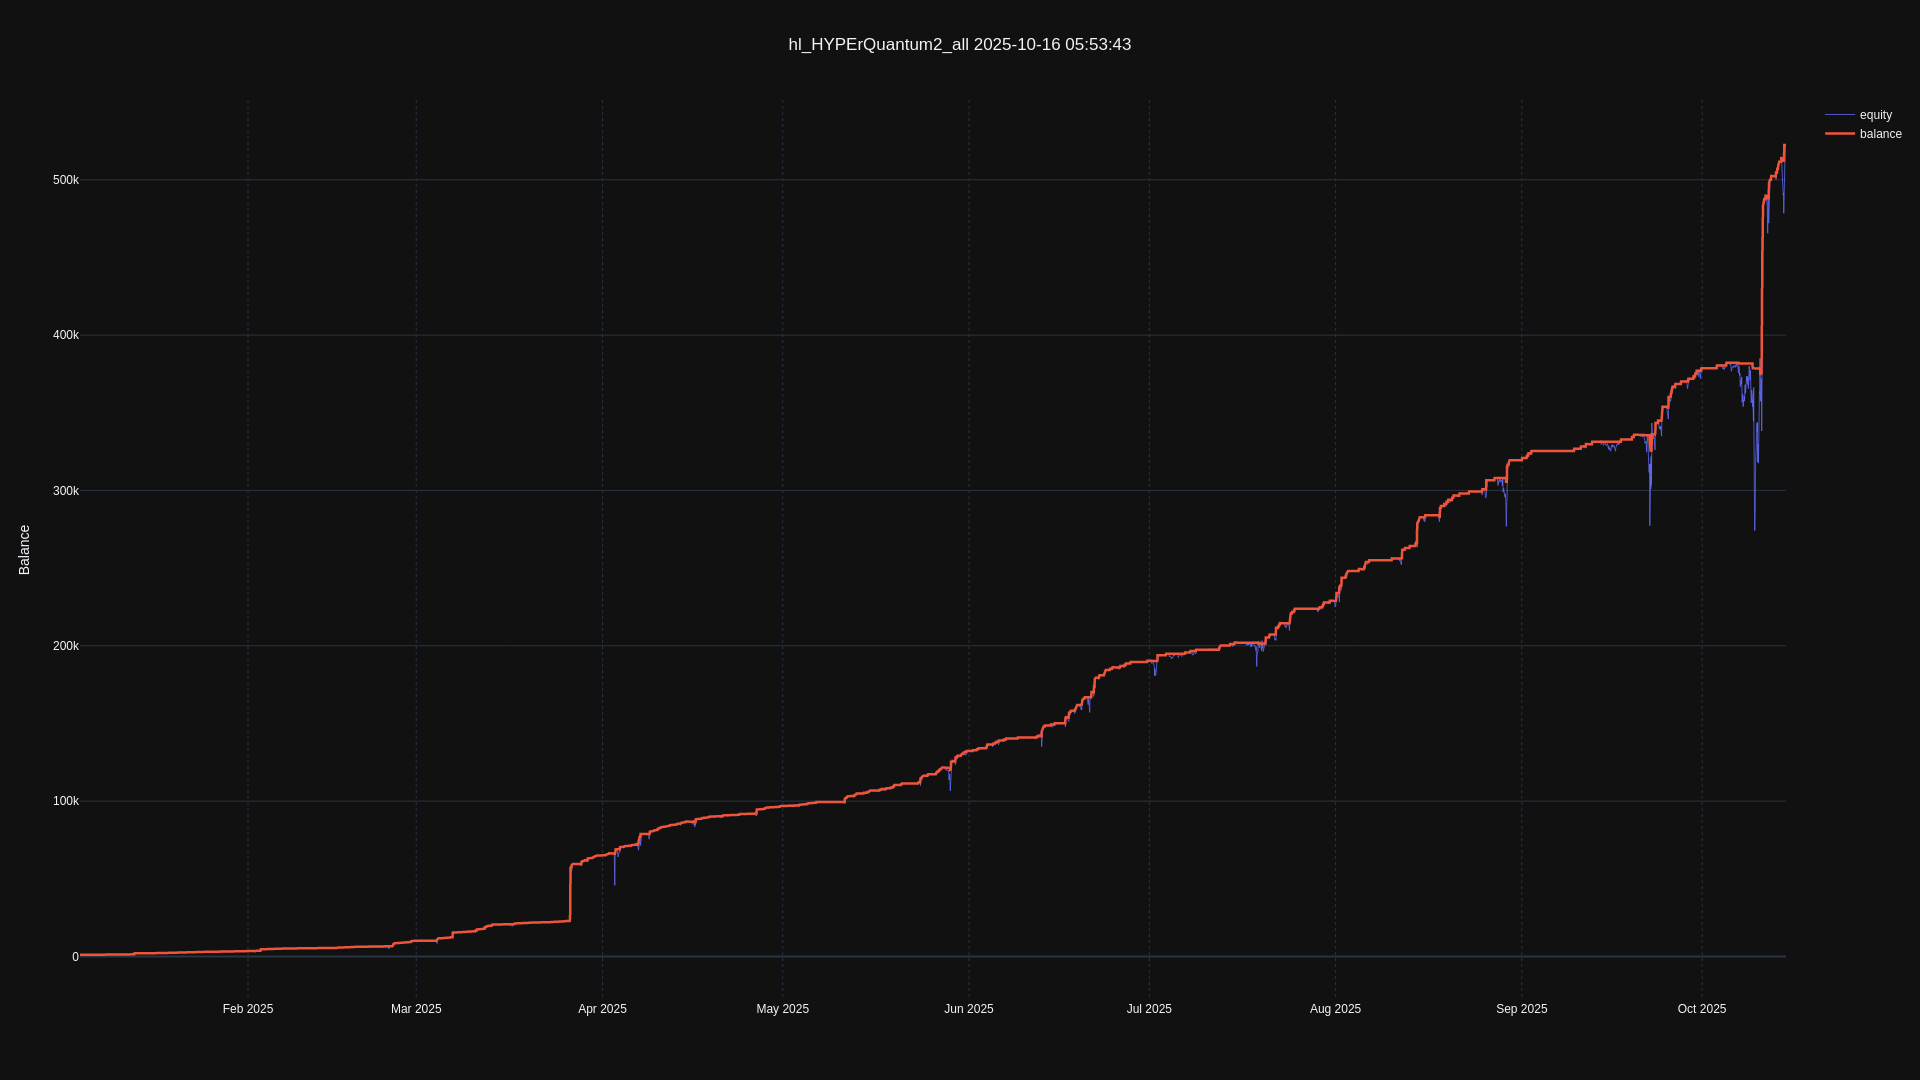 hl_HYPErQuantum2_all 2025-10-16 05:53:43
equity
balance
500k
400k
300k
200k
100k
0
Balance
Feb 2025
Mar 2025
Apr 2025
May 2025
Jun 2025
Jul 2025
Aug 2025
Sep 2025
Oct 2025